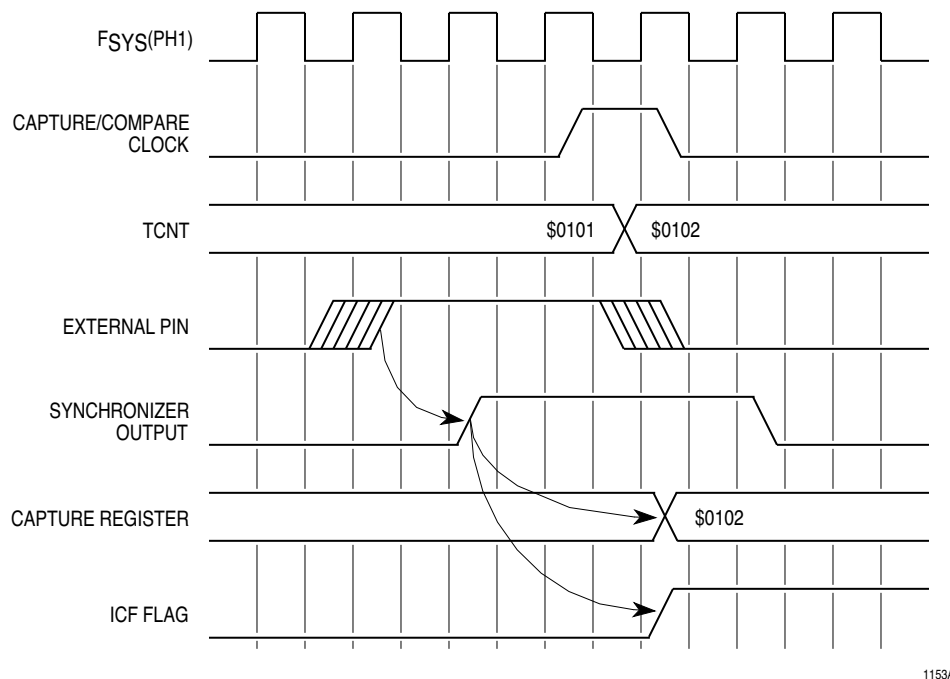 FSYS(PH1)
CAPTURE/COMPARE
CLOCK
TCNT
$0101
$0102
EXTERNAL PIN
SYNCHRONIZER
OUTPUT
CAPTURE REGISTER
$0102
ICF FLAG